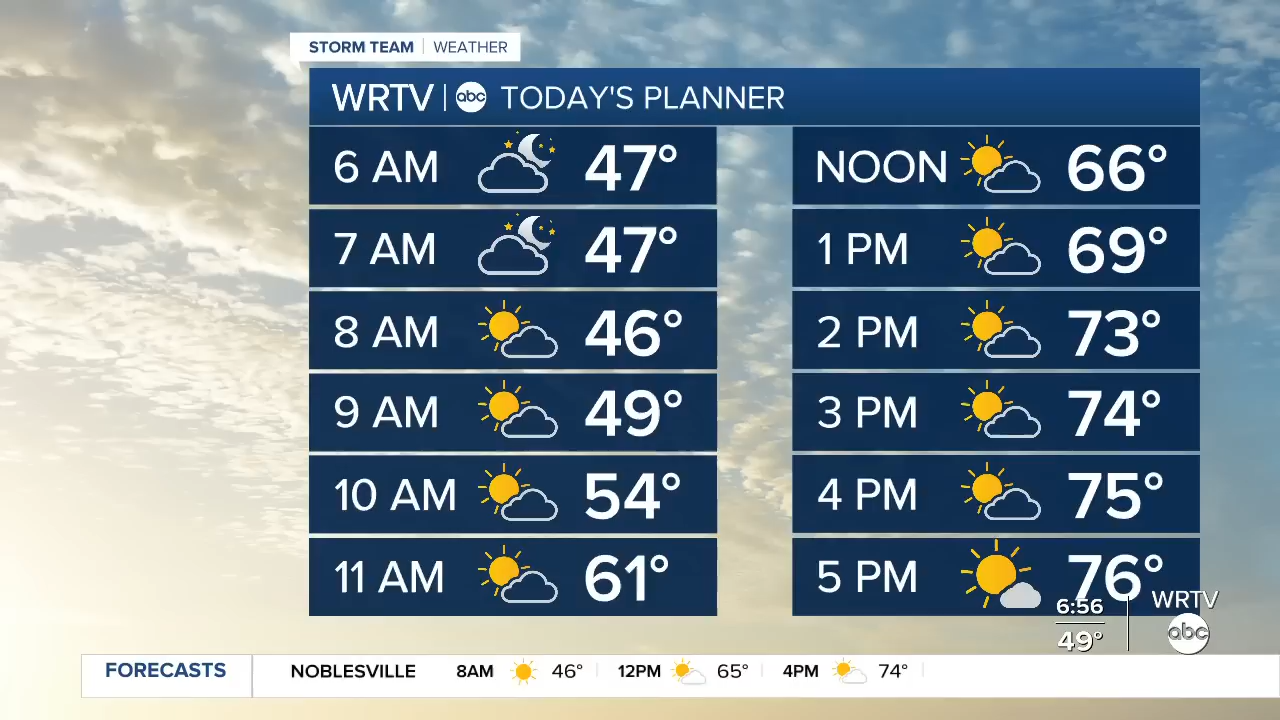 STORM TEAM | WEATHER
WRTV | abc TODAY'S PLANNER
6 AM 47°
7 AM 47°
8 AM 46°
9 AM 49°
10 AM 54°
11 AM 61°
NOON 66°
1 PM 69°
2 PM 73°
3 PM 74°
4 PM 75°
5 PM 76°
6:56
49°
WRTV
abc
FORECASTS NOBLESVILLE 8AM 46° 12PM 65° 4PM 74°